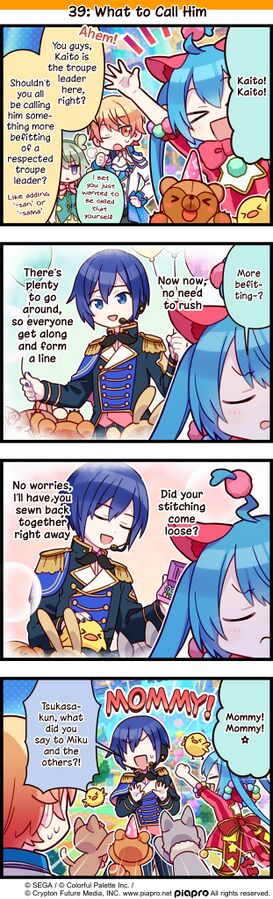 39: What to Call Him
Ahem!
Kaito!
Kaito!
You guys,
Kaito is the
troupe
leader here,
right?
Shouldn't
you all
be calling
him some-
thing more
befitting of
a respected
troupe
leader?
Like adding
"-san" or
"-sama".
I bet
you just
wanted to
be called that
yourself!
More
befit-
ting-?
Now now,
no need
to rush
There's
plenty to
go around,
so everyone
get along and
form a line
Did your
stitching
come
loose?
No worries,
I'll have you
sewn back
together
right away
MOMMY!
Mommy!
Mommy!
☆
Tsukasa-
kun, what
did you
say to Miku
and the
others?!
© SEGA / © Colorful Palette Inc. /
© Crypton Future Media, INC. www.piapro.net piapro All rights reserved.